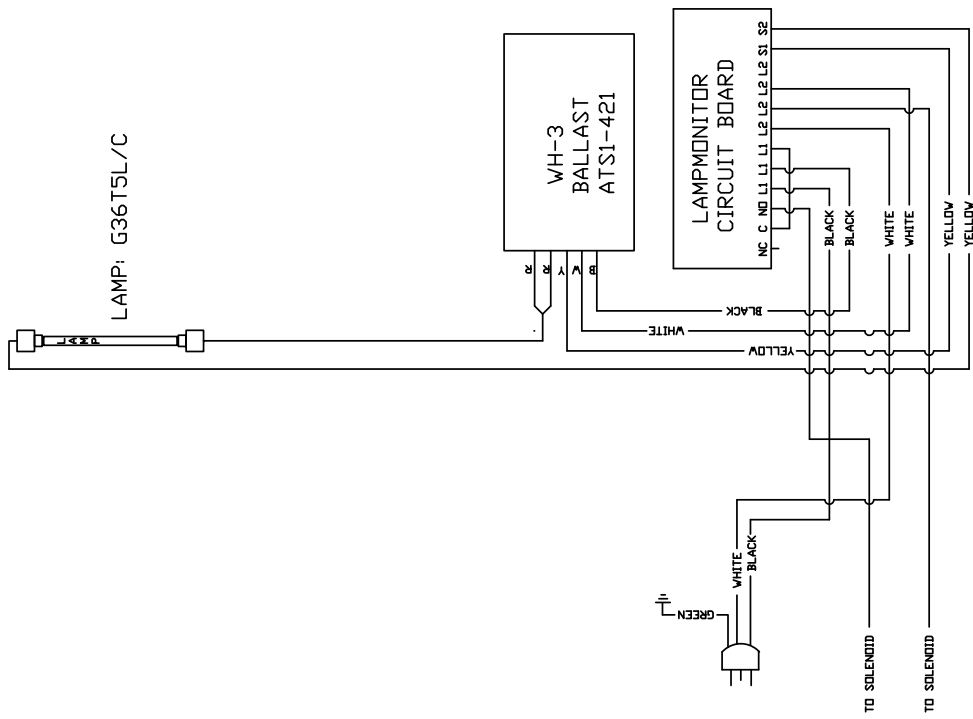 LAMP: G36T5L/C
LAMP
WH-3
BALLAST
ATS1-421
R
R
Y
W
B
LAMPMONITOR
CIRCUIT BOARD
S2
S1
L2
L2
L2
L2
L1
L1
L1
NO
C
NC
BLACK
BLACK
WHITE
WHITE
YELLOW
YELLOW
BLACK
WHITE
YELLOW
WHITE
BLACK
GREEN
TO SOLENOID
TO SOLENOID